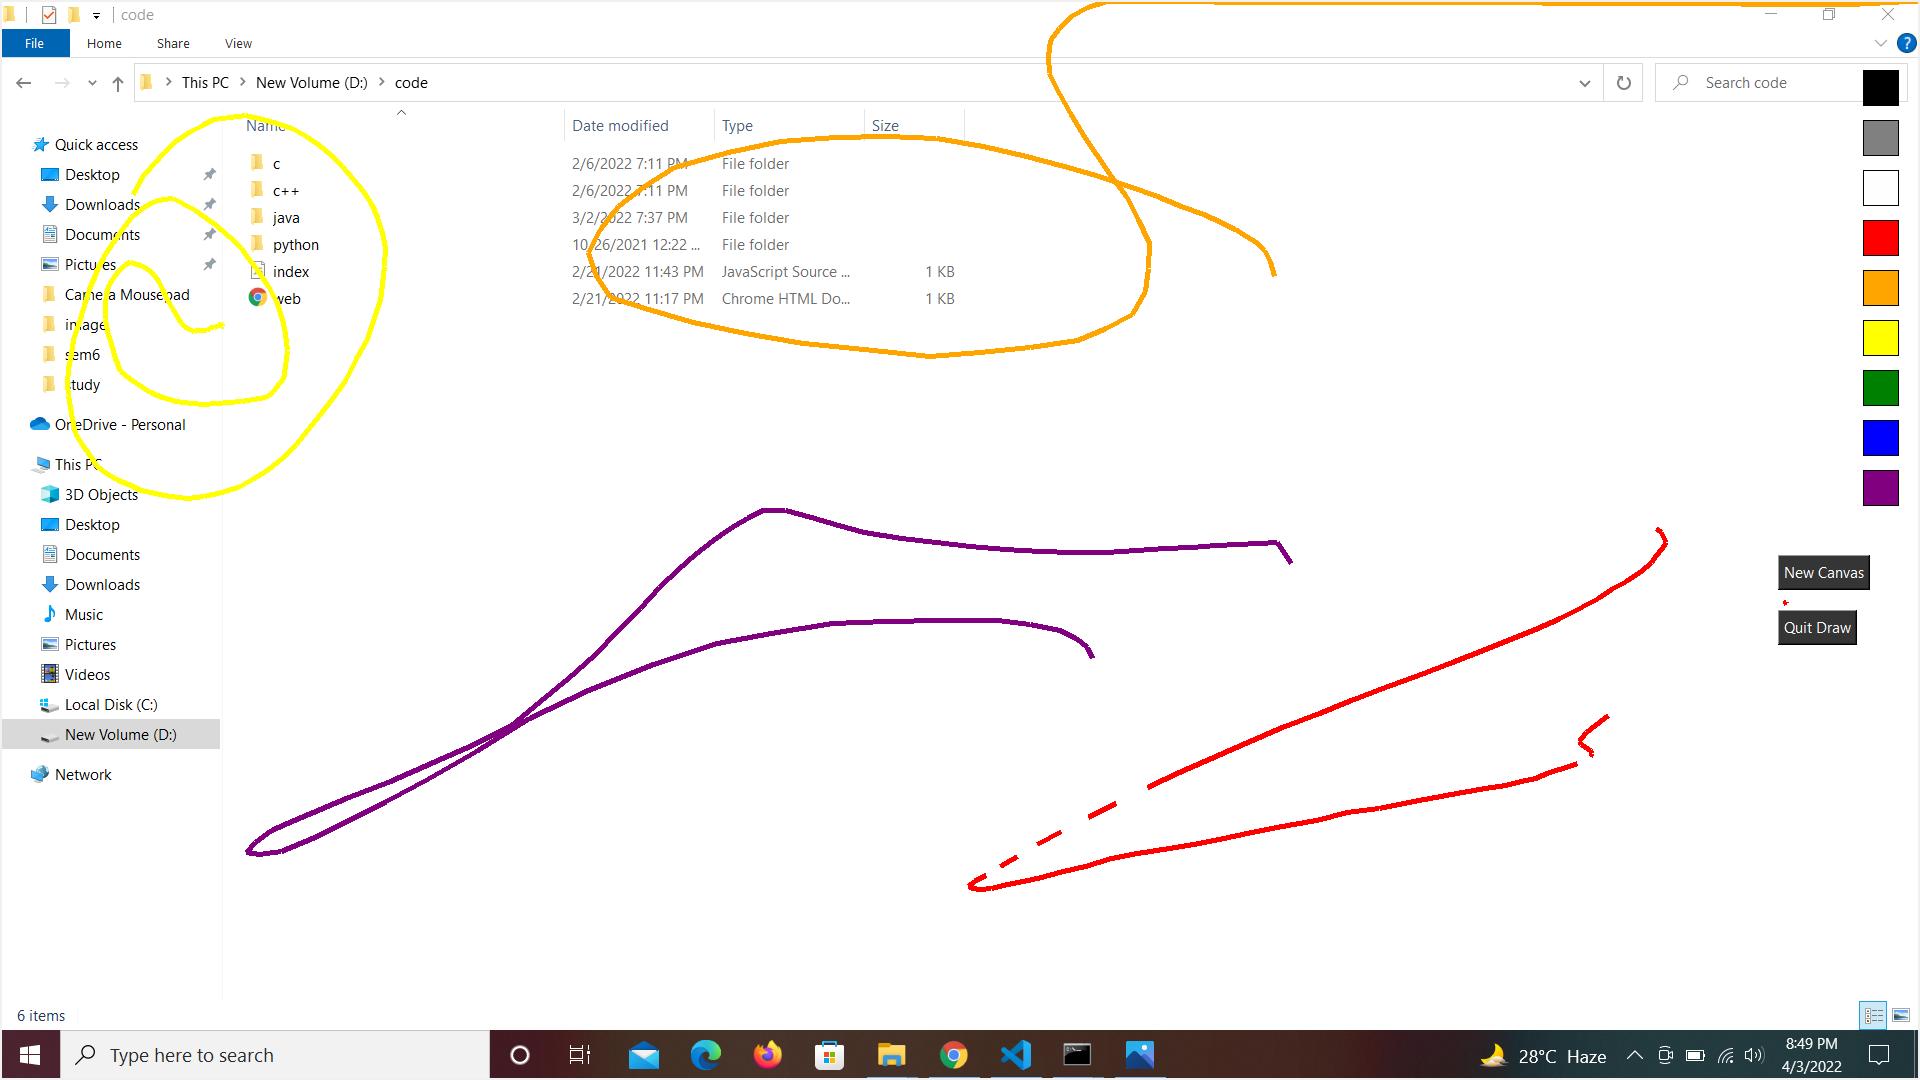 code
File Home Share View
This PC New Volume (D:) code Search code
Name Date modified Type Size
Quick access
Desktop
Downloads
Documents
Pictures
Camera Mousepad
image
sem6
study
OneDrive - Personal
This PC
3D Objects
Desktop
Documents
Downloads
Music
Pictures
Videos
Local Disk (C:)
New Volume (D:)
Network
c 2/6/2022 7:11 PM File folder
c++ 2/6/2022 7:11 PM File folder
java 3/2/2022 7:37 PM File folder
python 10/26/2021 12:22 ... File folder
index 2/21/2022 11:43 PM JavaScript Source ... 1 KB
web 2/21/2022 11:17 PM Chrome HTML Do... 1 KB
New Canvas
Quit Draw
6 items
Type here to search
28°C Haze
8:49 PM
4/3/2022